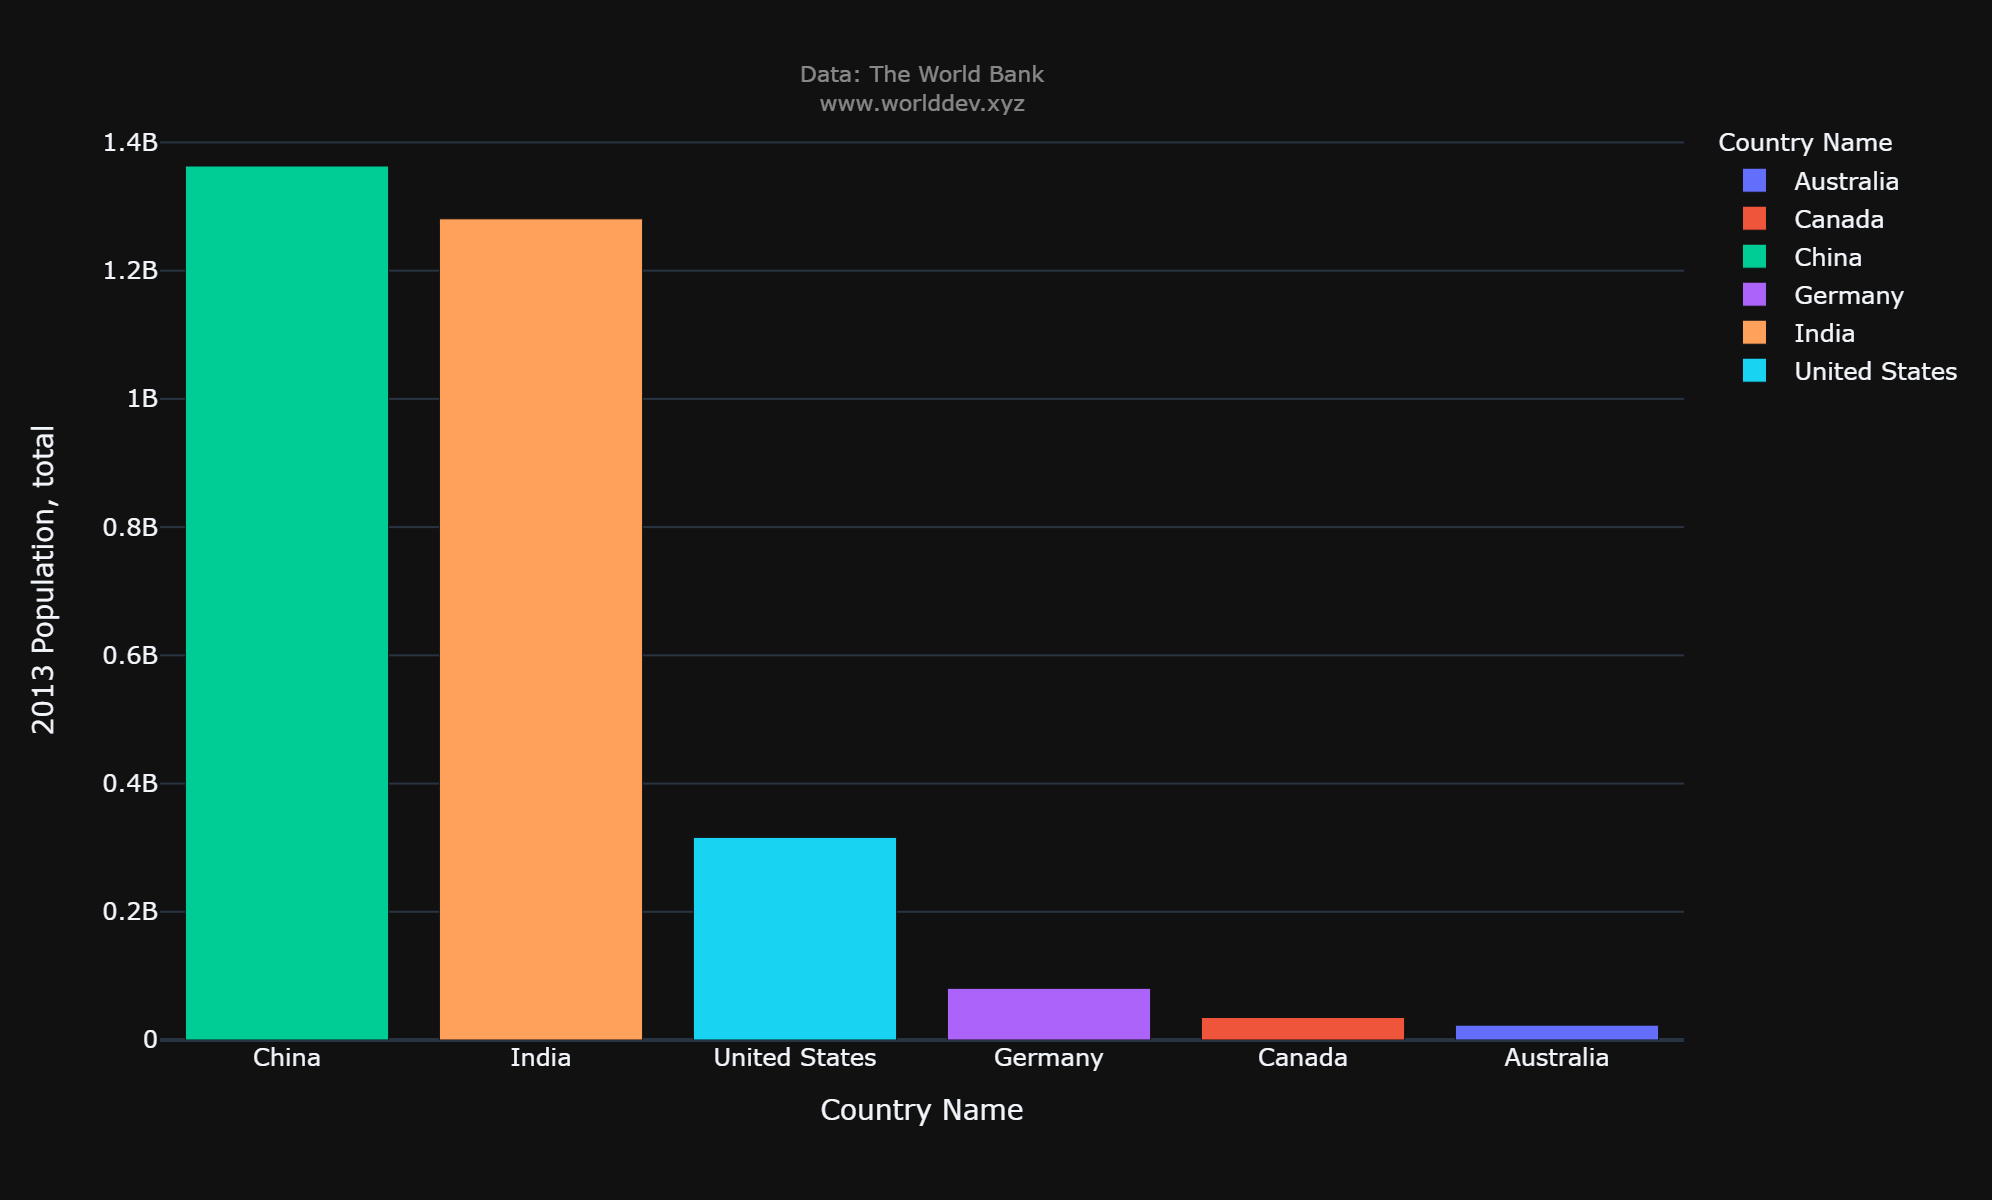 Data: The World Bank
www.worlddev.xyz
1.4B
1.2B
1B
0.8B
0.6B
0.4B
0.2B
0
2013 Population, total
China
India
United States
Germany
Canada
Australia
Country Name
Country Name
Australia
Canada
China
Germany
India
United States